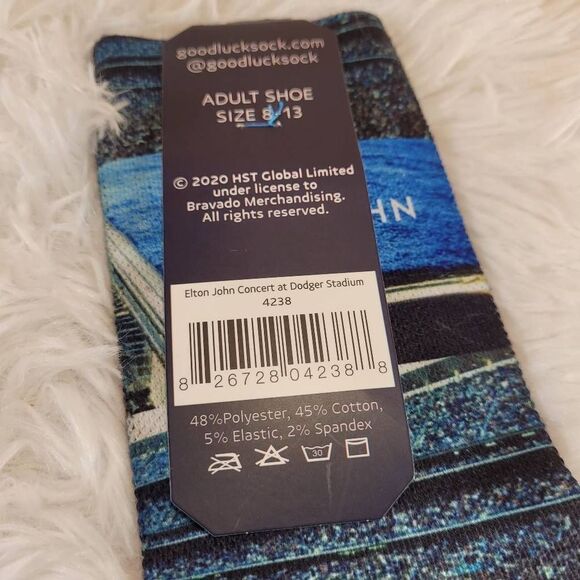 goodlucksock.com
@goodlucksock
ADULT SHOE
SIZE 8-13
© 2020 HST Global Limited
under license to
Bravado Merchandising.
All rights reserved.
HN
Elton John Concert at Dodger Stadium
4238
8 26728 04238 8
48%Polyester, 45% Cotton,
5% Elastic, 2% Spandex
30